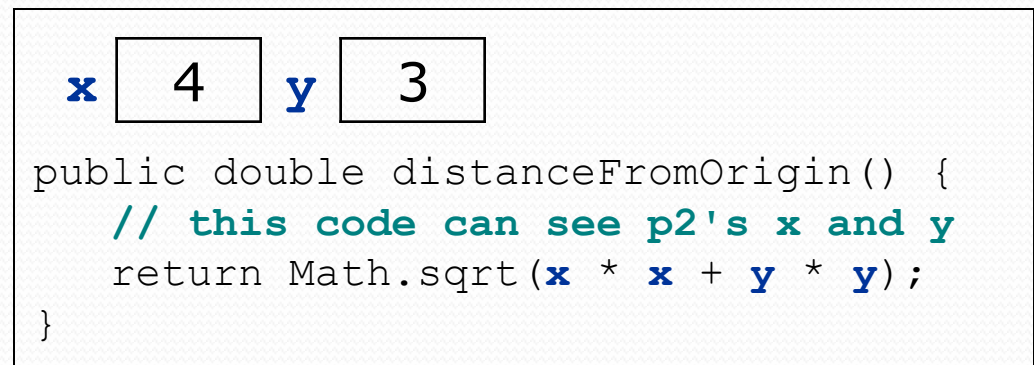 x 4 y 3
public double distanceFromOrigin() {
// this code can see p2's x and y
return Math.sqrt(x * x + y * y);
}